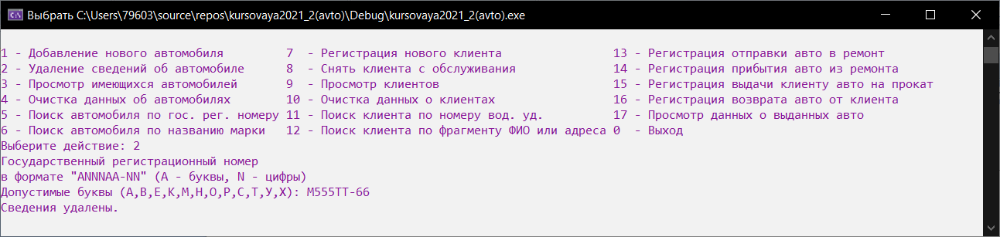 Выбрать C:\Users\79603\source\repos\kursovaya2021_2(avto)\Debug\kursovaya2021_2(avto).exe
1 - Добавление нового автомобиля 7 - Регистрация нового клиента 13 - Регистрация отправки авто в ремонт
2 - Удаление сведений об автомобиле 8 - Снять клиента с обслуживания 14 - Регистрация прибытия авто из ремонта
3 - Просмотр имеющихся автомобилей 9 - Просмотр клиентов 15 - Регистрация выдачи клиенту авто на прокат
4 - Очистка данных об автомобилях 10 - Очистка данных о клиентах 16 - Регистрация возврата авто от клиента
5 - Поиск автомобиля по гос. рег. номеру 11 - Поиск клиента по номеру вод. уд. 17 - Просмотр данных о выданных авто
6 - Поиск автомобиля по названию марки 12 - Поиск клиента по фрагменту ФИО или адреса 0 - Выход
Выберите действие: 2
Государственный регистрационный номер
в формате "ANNNAA-NN" (A - буквы, N - цифры)
Допустимые буквы (А,В,Е,К,М,Н,О,Р,С,Т,У,Х): М555ТТ-66
Сведения удалены.